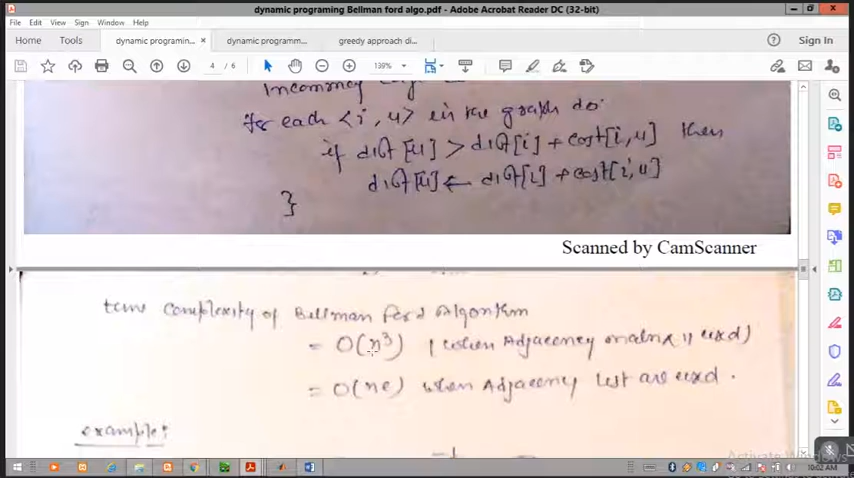 dynamic programing Bellman ford algo.pdf - Adobe Acrobat Reader DC (32-bit)
File Edit View Sign Window Help
Home Tools dynamic programin... × dynamic programm... greedy approach di... Sign In
4 / 6 139%
Incoming
for each <i, u> in the graph do
if dist[u] > dist[i] + cost[i, u] then
dist[u] ← dist[i] + cost[i, u]
}
Scanned by CamScanner
time complexity of Bellman ford Algorithm
= O(n³) (when Adjacency matrix is used)
= O(ne) when Adjacency list are used.
example:
Activate Windows
10:02 AM